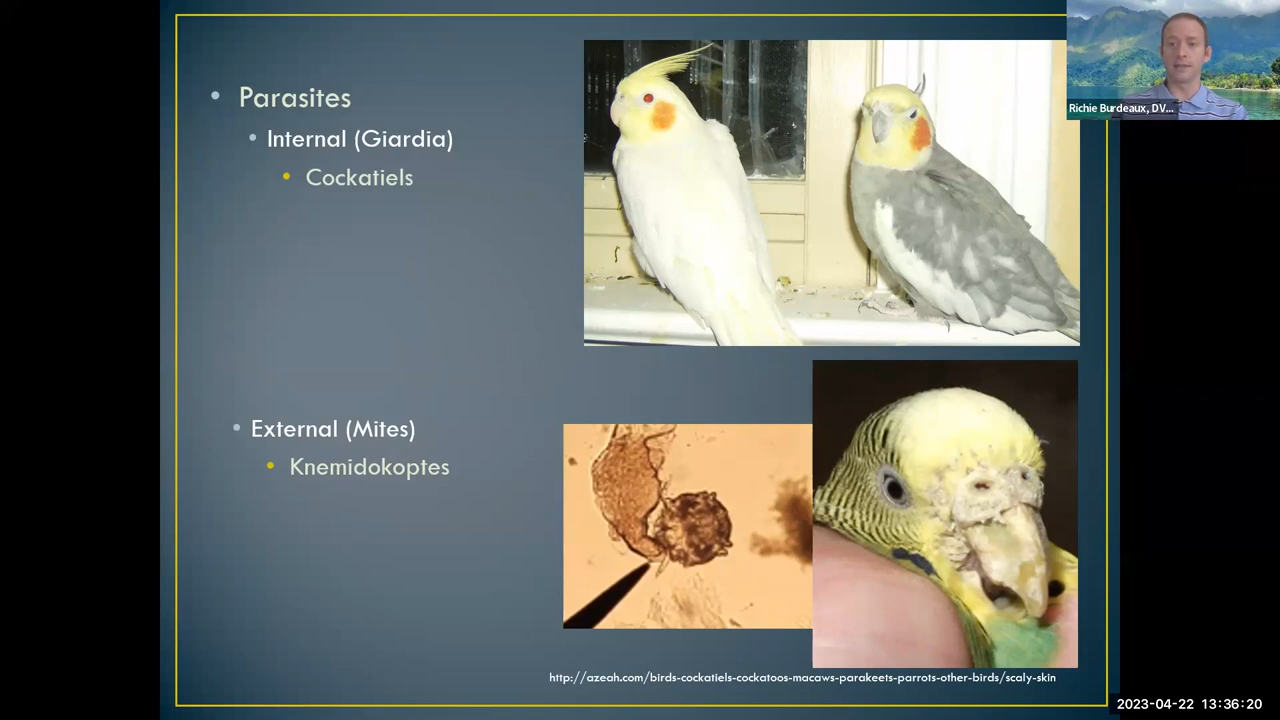 Parasites
Internal (Giardia)
Cockatiels
External (Mites)
Knemidokoptes
http://azeah.com/birds-cockatiels-cockatoos-macaws-parakeets-parrots-other-birds/scaly-skin
Richie Burdeaux, DV...
2023-04-22 13:36:20